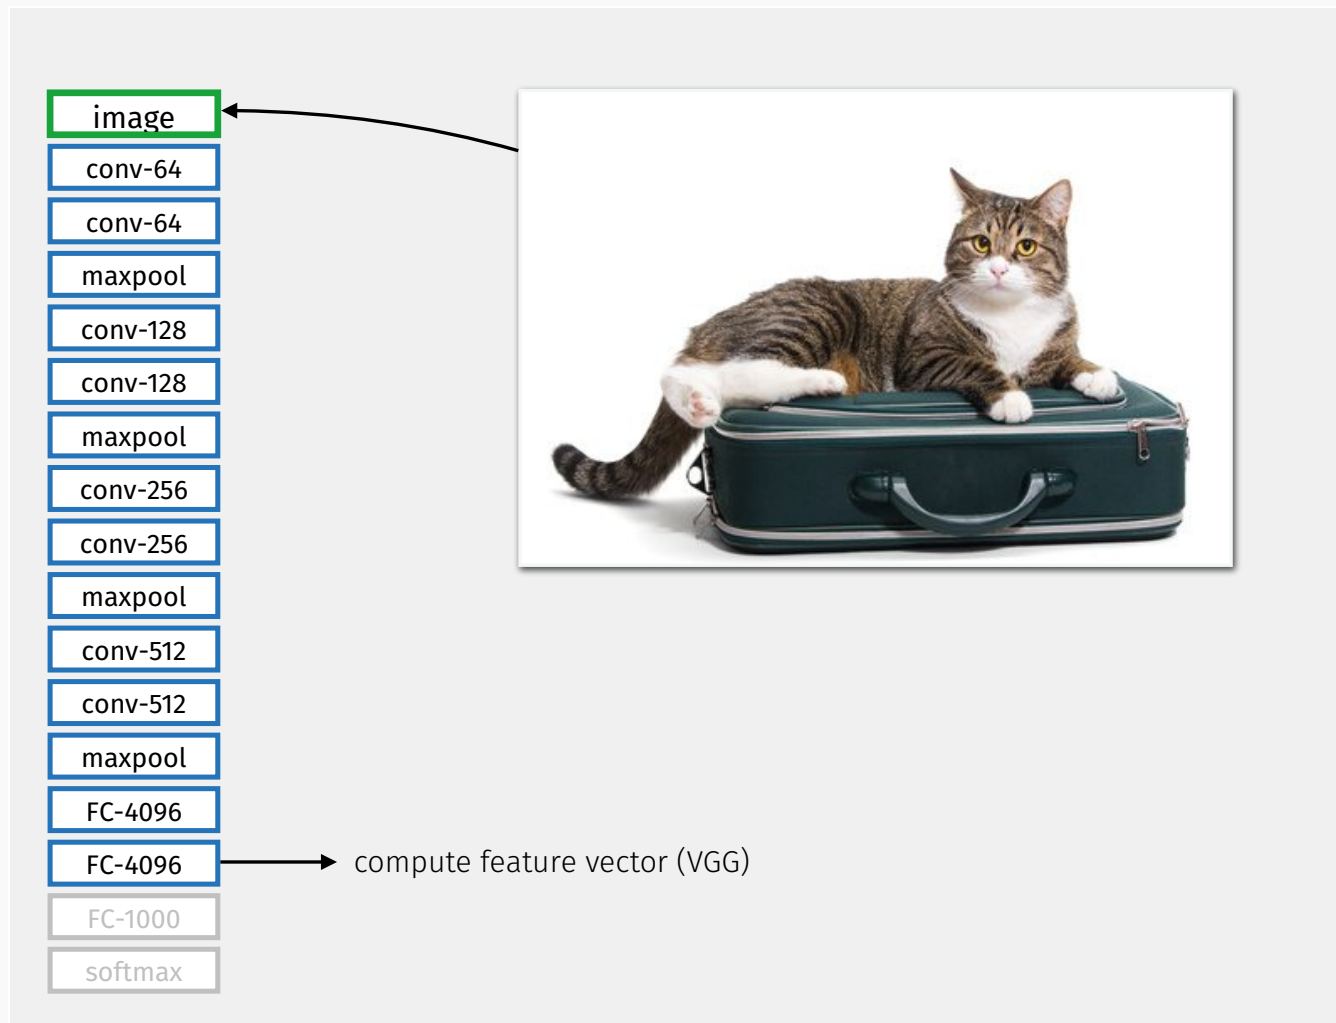 image
conv-64
conv-64
maxpool
conv-128
conv-128
maxpool
conv-256
conv-256
maxpool
conv-512
conv-512
maxpool
FC-4096
FC-4096
compute feature vector (VGG)
FC-1000
softmax